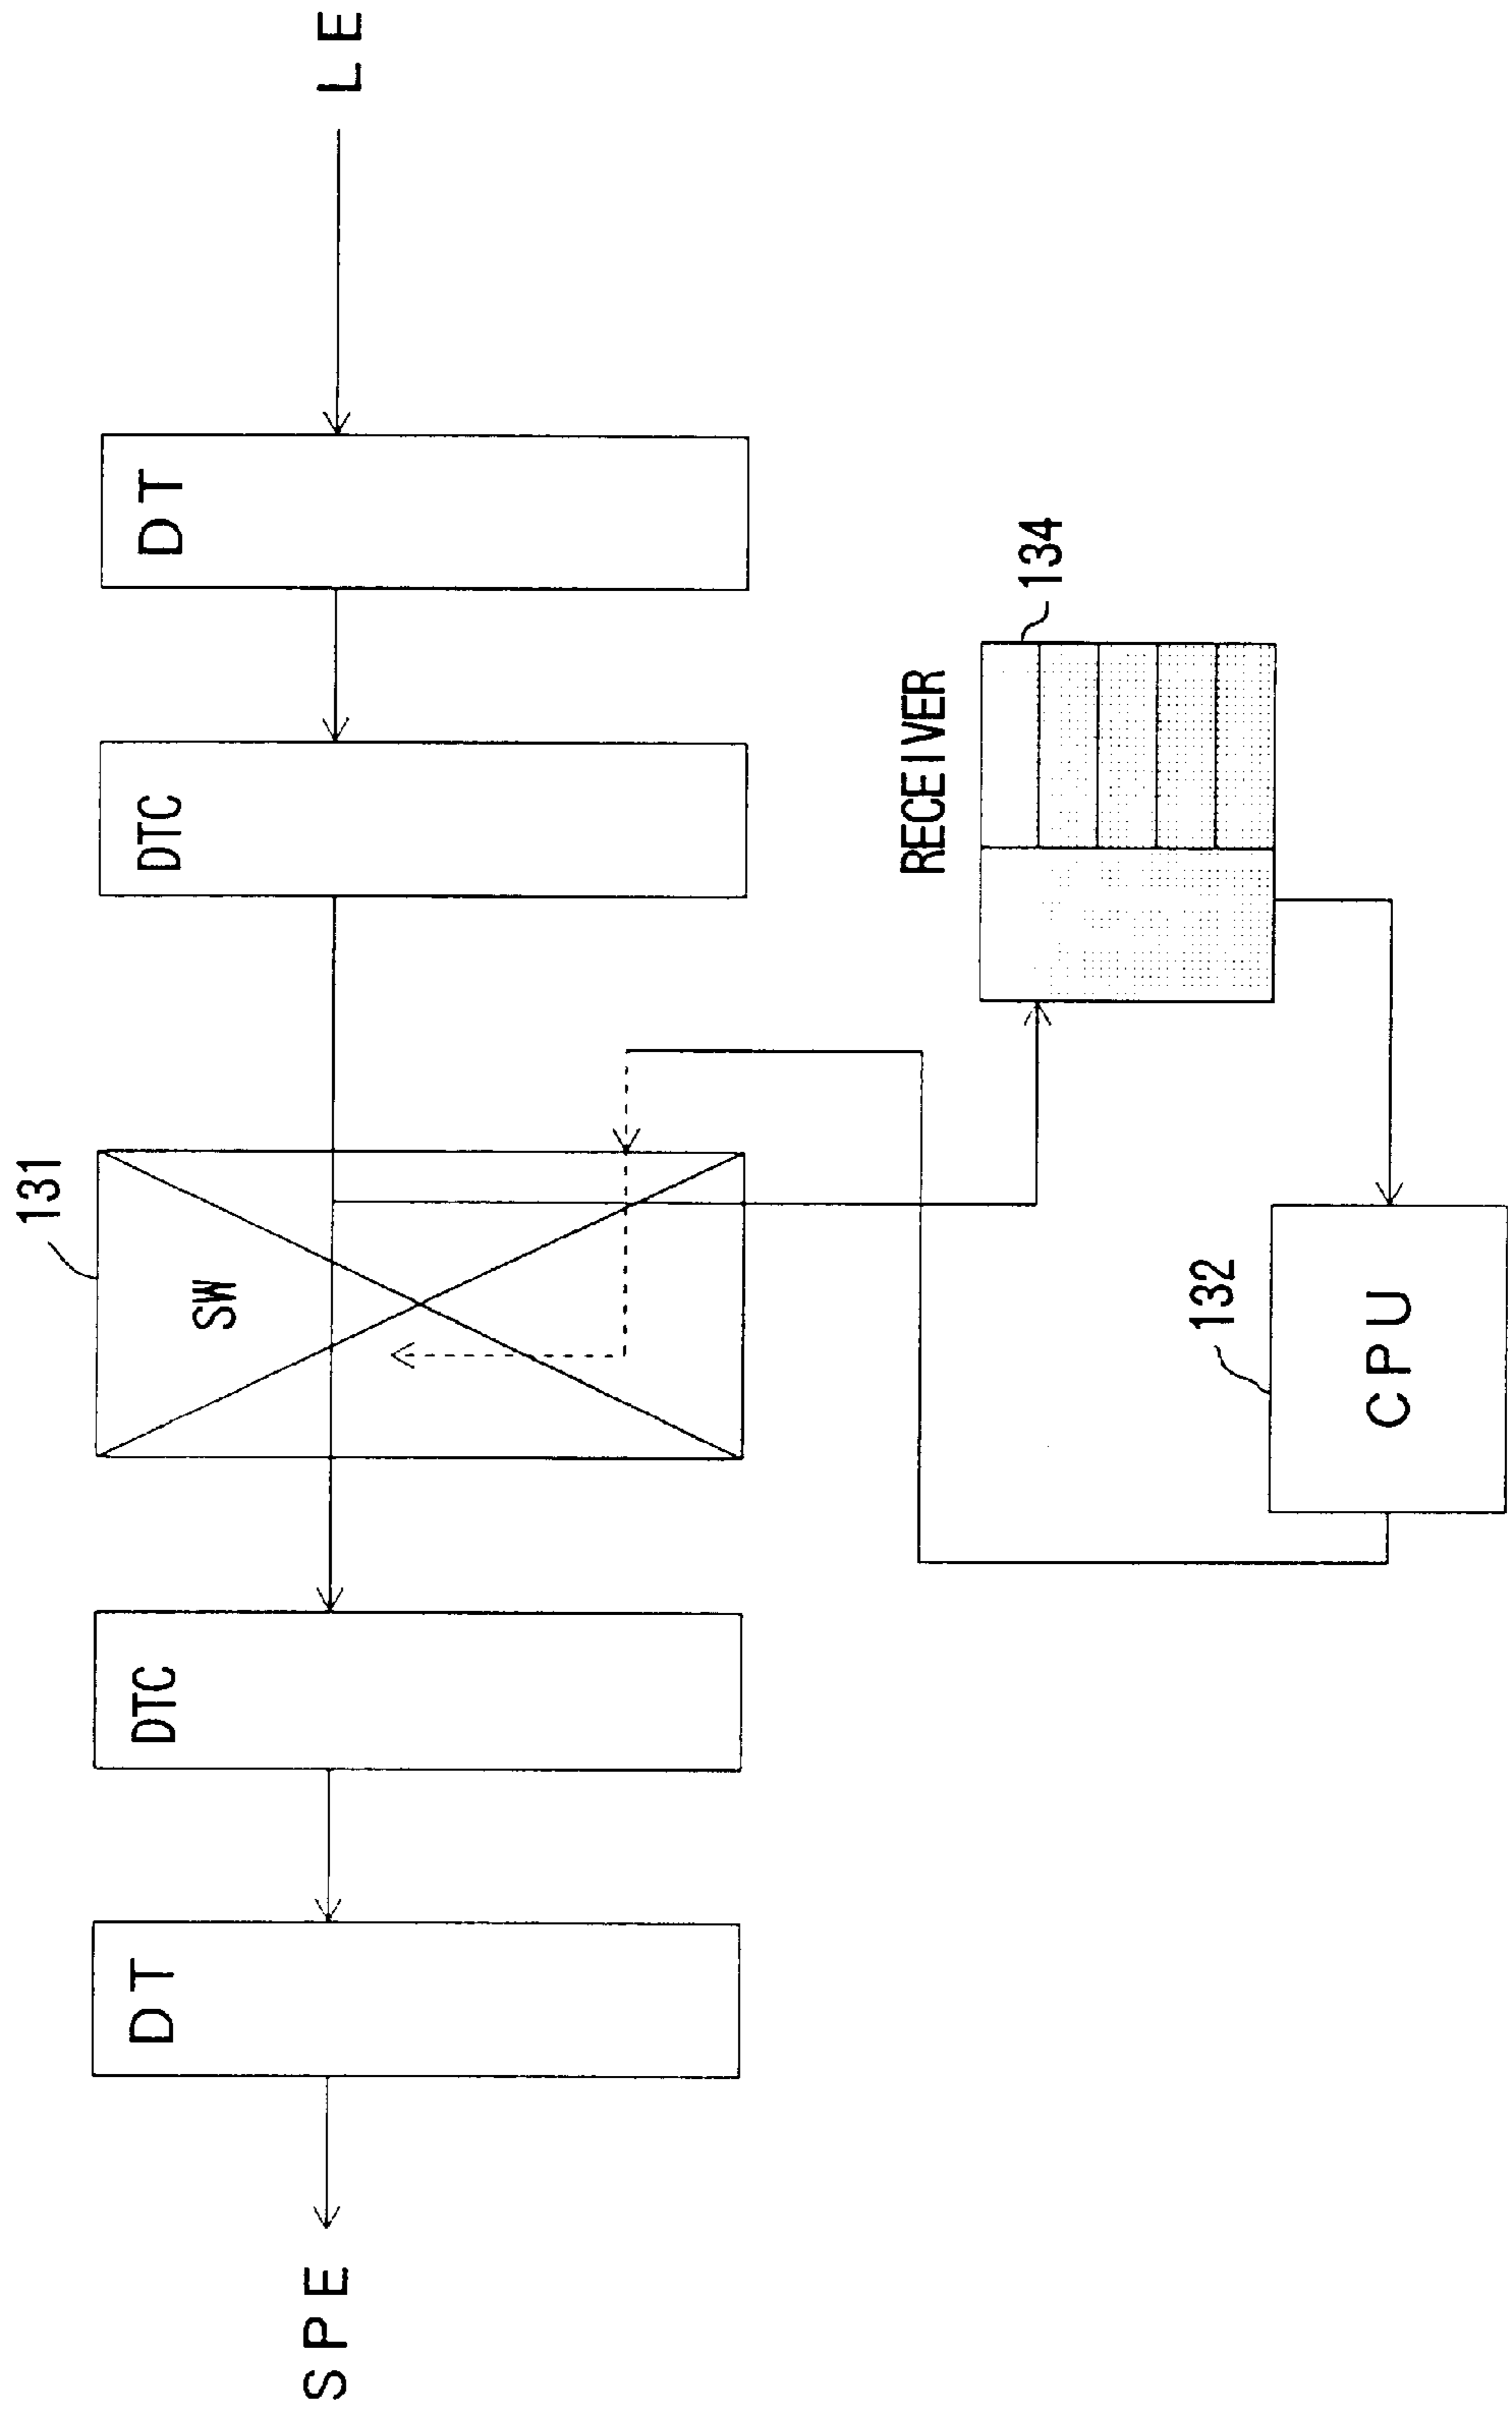 SPE
DT
DTC
131
SW
DTC
DT
LE
RECEIVER
134
132
CPU